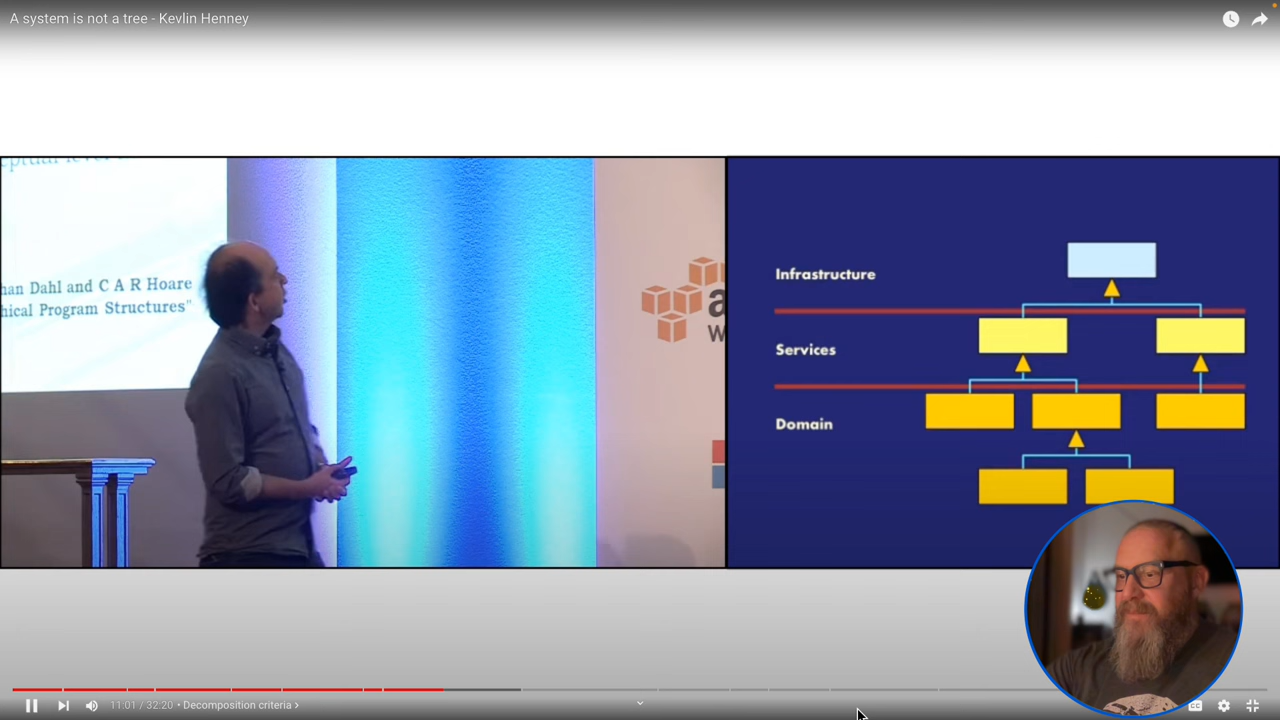 A system is not a tree - Kevlin Henney
han Dahl and C A R Hoare
hical Program Structures"
Infrastructure
Services
Domain
11:01 / 32:20 • Decomposition criteria >
CC